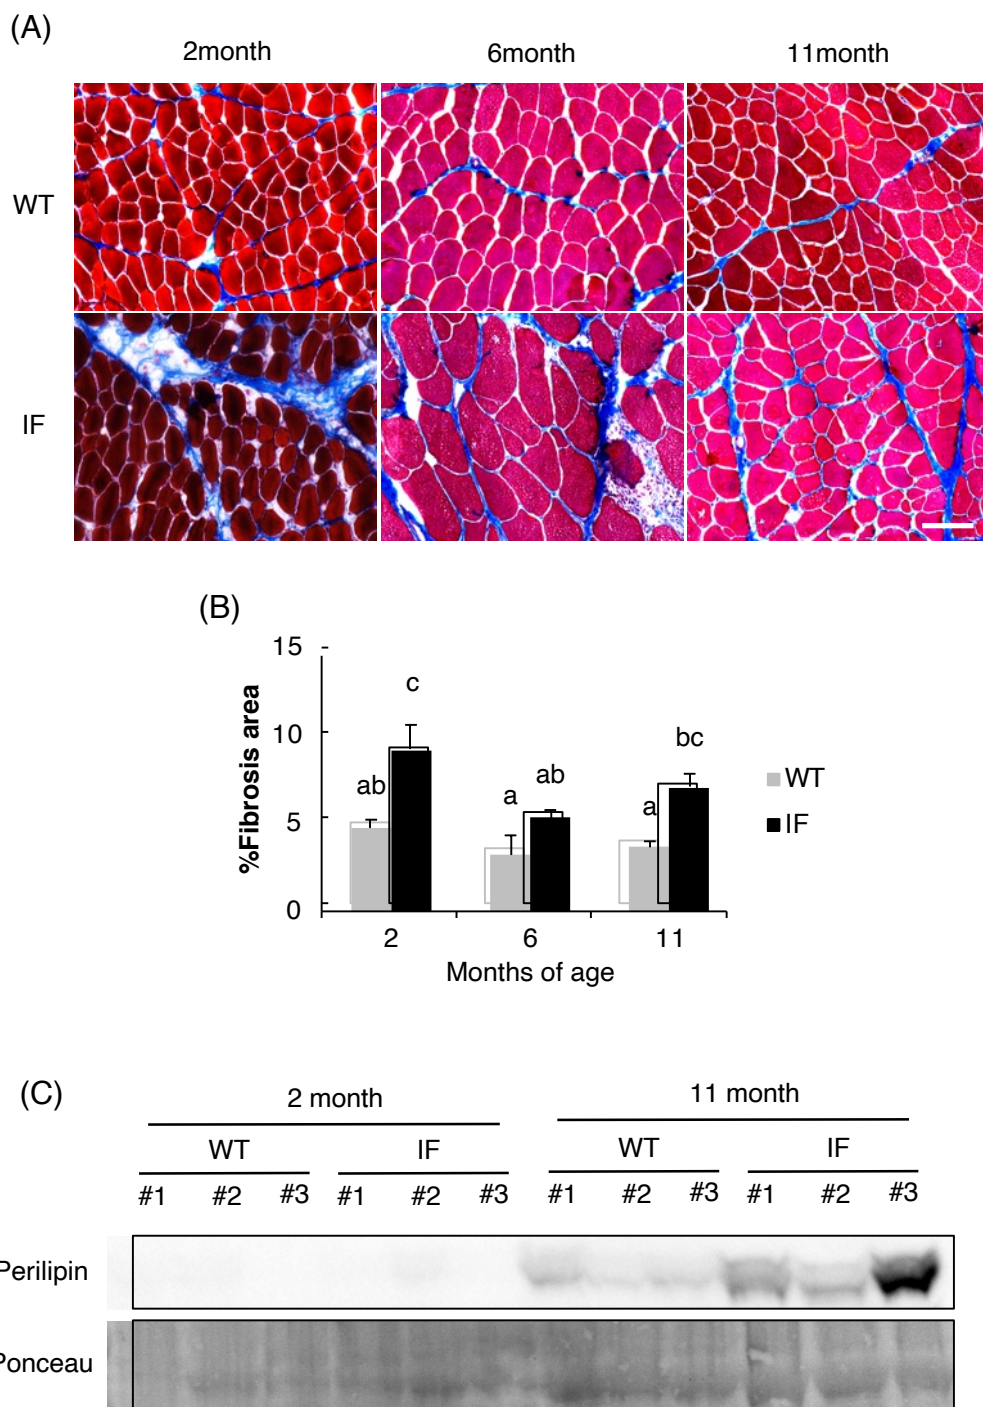 (A)
2month 6month 11month
WT
IF
(B)
15
10
5
0
%Fibrosis area
ab c a ab a bc
WT
IF
2 6 11
Months of age
(C)
2 month 11 month
WT IF WT IF
#1 #2 #3 #1 #2 #3 #1 #2 #3 #1 #2 #3
Perilipin
Ponceau